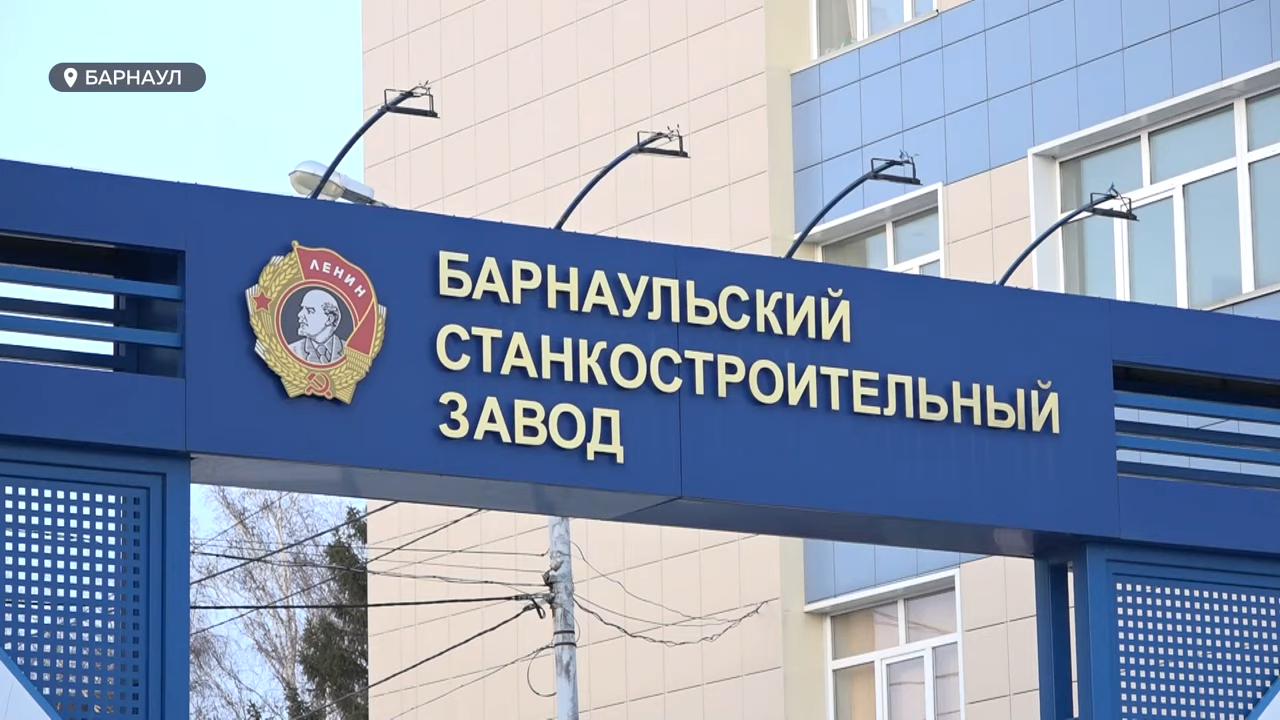 БАРНАУЛ
ЛЕНИН
БАРНАУЛЬСКИЙ
СТАНКОСТРОИТЕЛЬНЫЙ
ЗАВОД